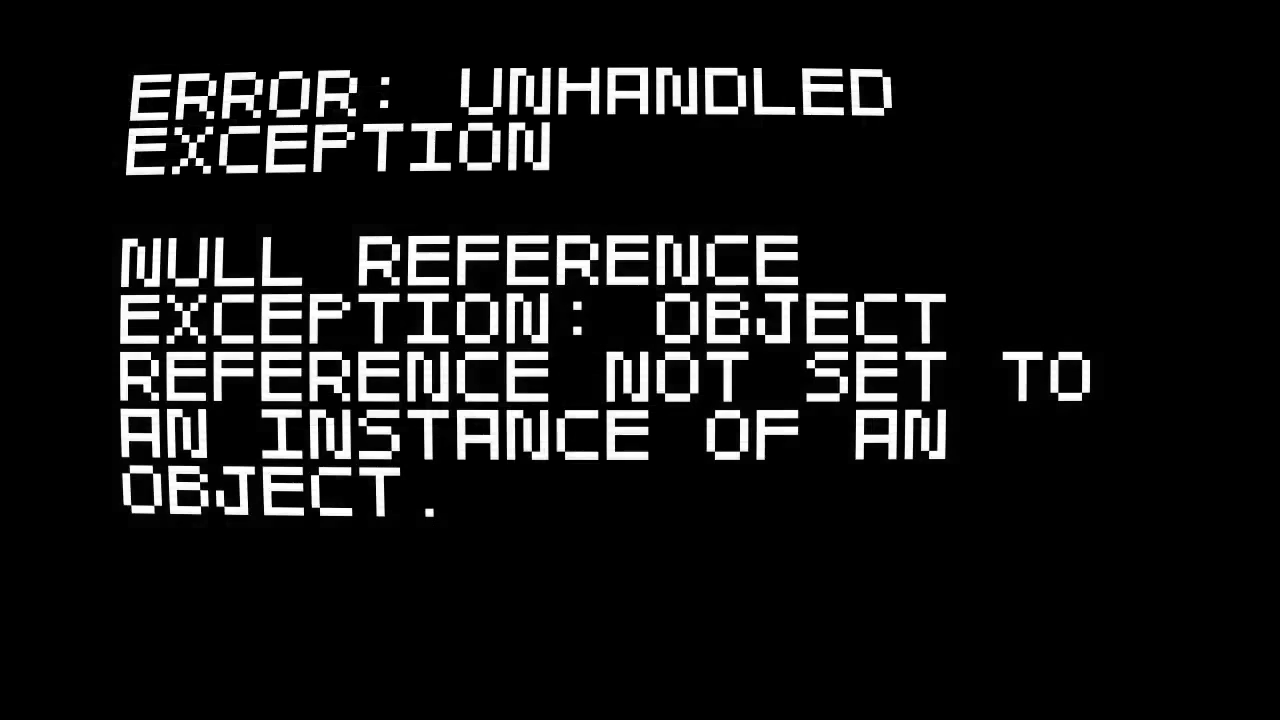 ERROR: UNHANDLED
EXCEPTION
NULL REFERENCE
EXCEPTION: OBJECT
REFERENCE NOT SET TO
AN INSTANCE OF AN
OBJECT.